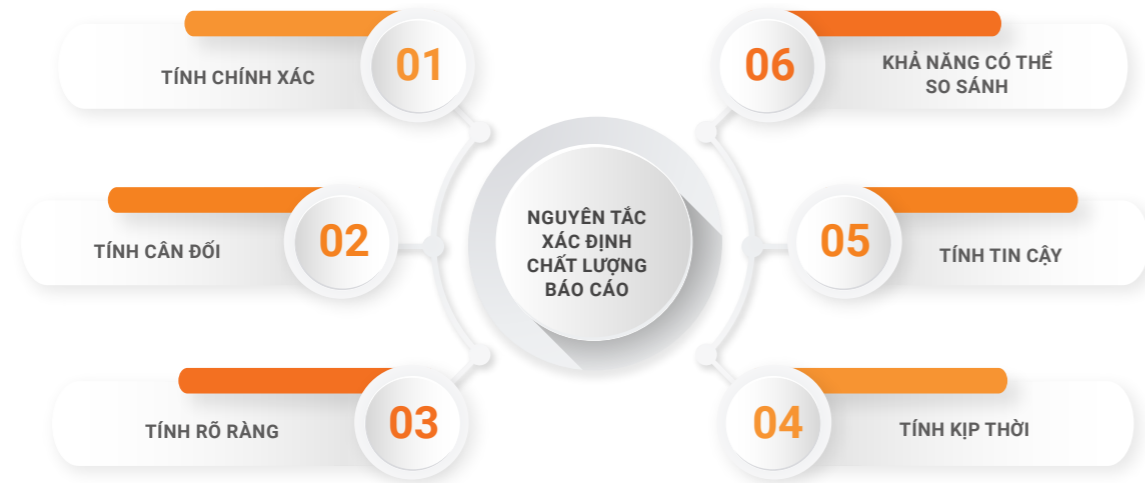 01
TÍNH CHÍNH XÁC
02
TÍNH CÂN ĐỐI
03
TÍNH RÕ RÀNG
NGUYÊN TẮC
XÁC ĐỊNH
CHẤT LƯỢNG
BÁO CÁO
06
KHẢ NĂNG CÓ THỂ
SO SÁNH
05
TÍNH TIN CẬY
04
TÍNH KỊP THỜI